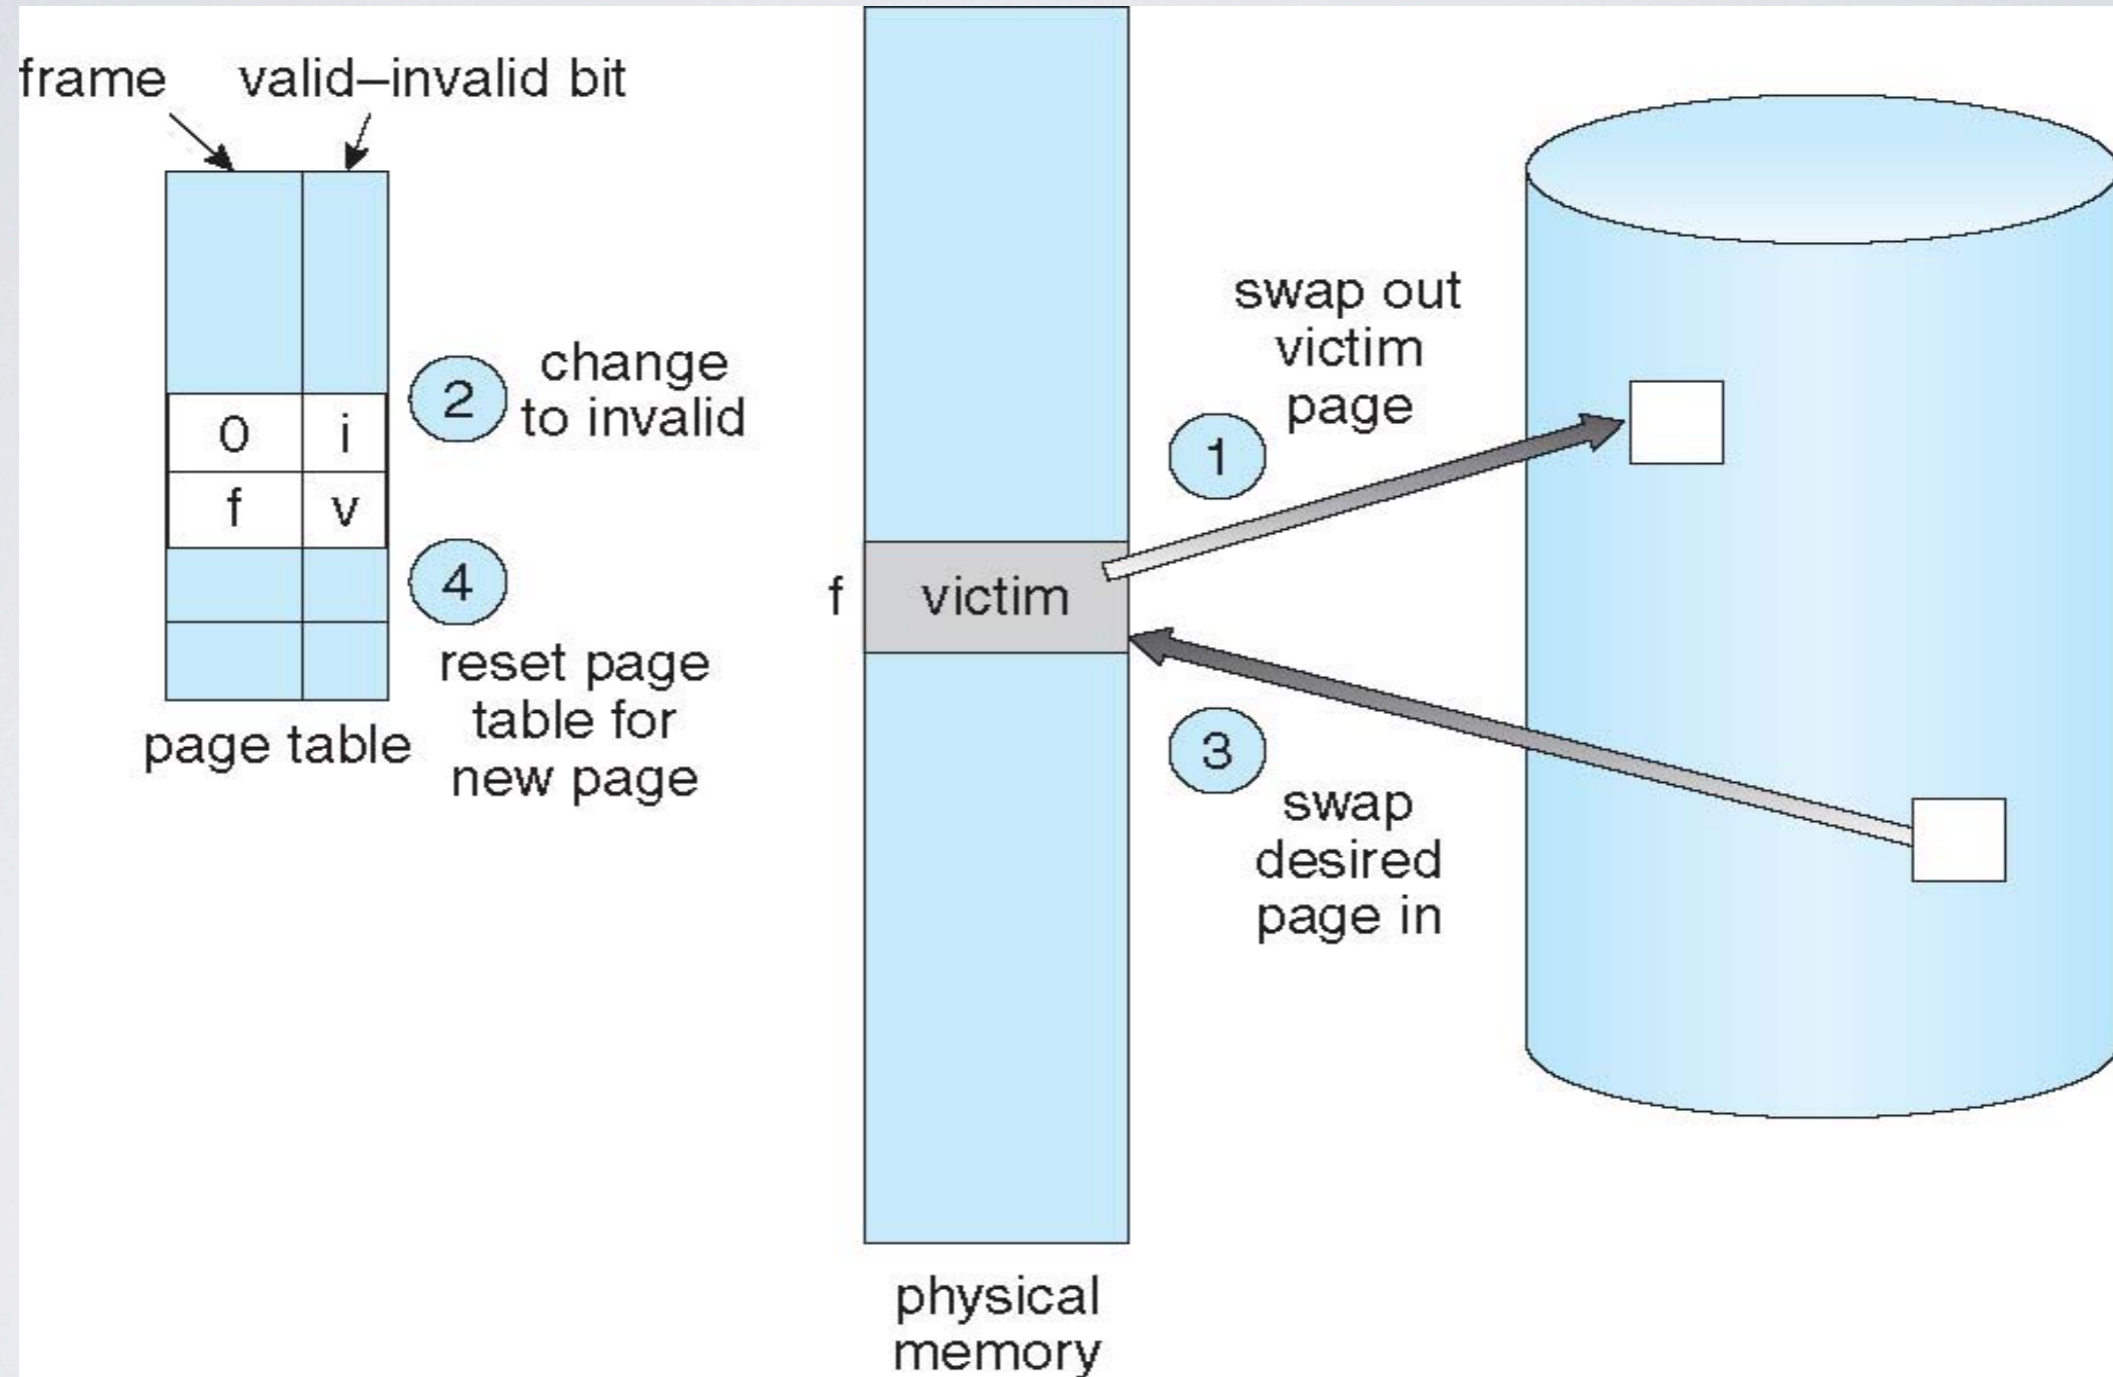 frame
valid–invalid bit
0
i
f
v
page table
2
change
to invalid
4
reset page
table for
new page
f
victim
physical
memory
1
swap out
victim
page
3
swap
desired
page in